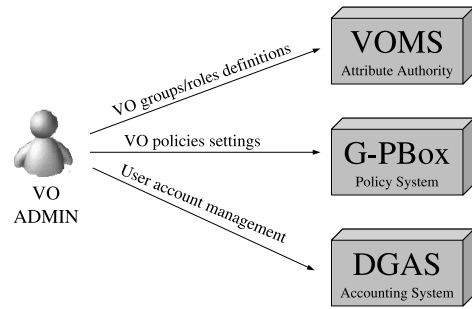 VOMS
Attribute Authority
VO groups/roles definitions
VO policies settings
G-PBox
Policy System
VO
ADMIN
User account management
DGAS
Accounting System